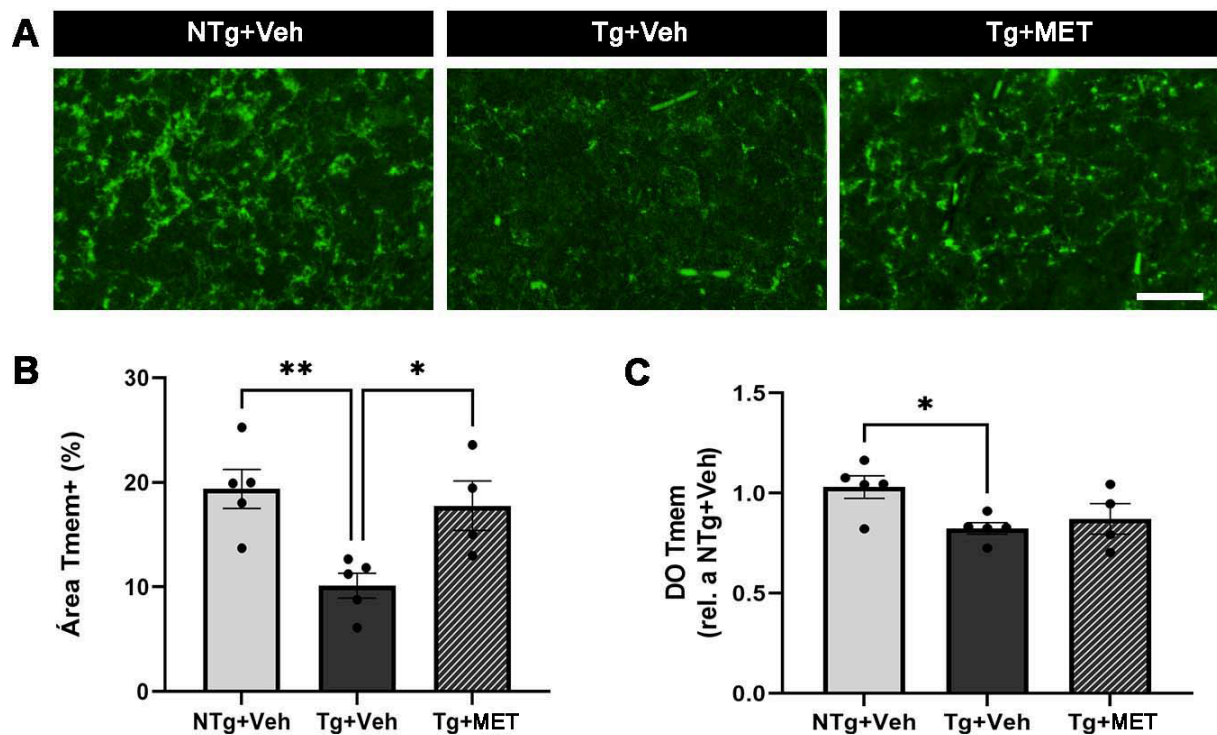 A
NTg+Veh
Tg+Veh
Tg+MET
B
Área Tmem+ (%)
30
20
10
0
**
*
NTg+Veh
Tg+Veh
Tg+MET
C
DO Tmem
(rel. a NTg+Veh)
1.5
1.0
0.5
0.0
*
NTg+Veh
Tg+Veh
Tg+MET